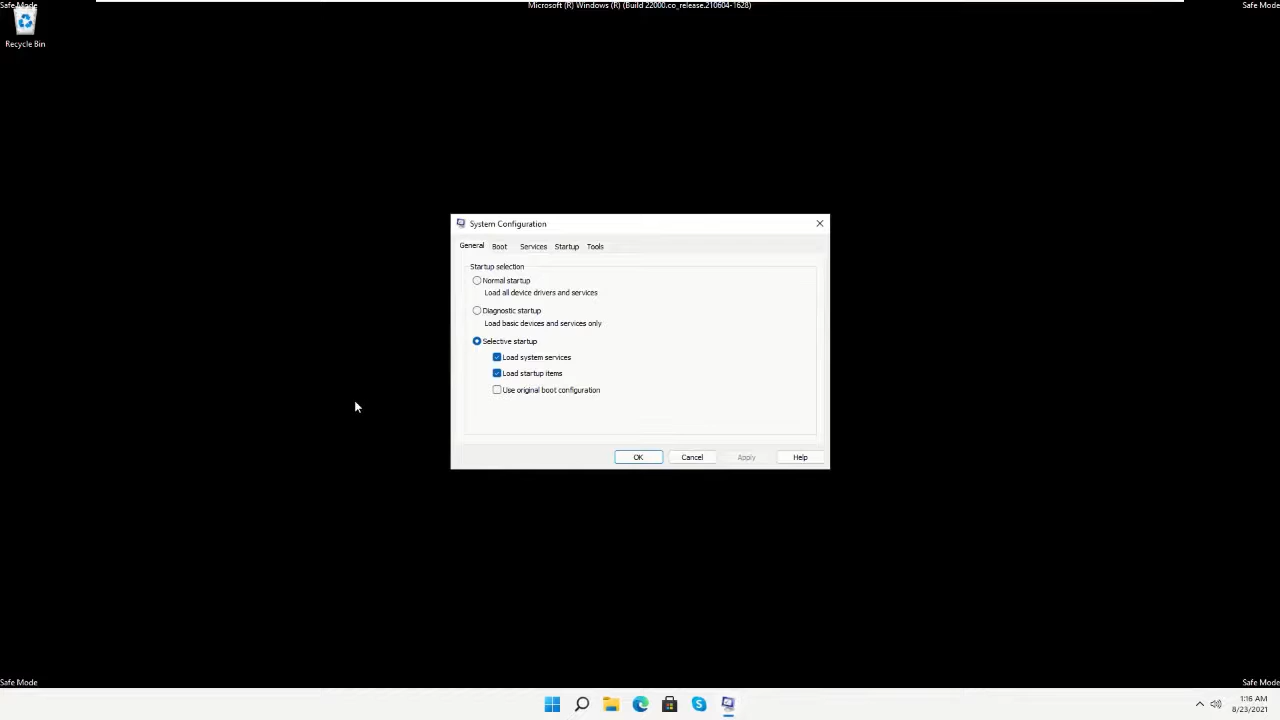 Safe Mode
Microsoft (R) Windows (R) (Build 22000.co_release.210604-1628)
Safe Mode
Recycle Bin
System Configuration
General Boot Services Startup Tools
Startup selection
Normal startup
Load all device drivers and services
Diagnostic startup
Load basic devices and services only
Selective startup
Load system services
Load startup items
Use original boot configuration
OK Cancel Apply Help
Safe Mode
Safe Mode
1:16 AM
8/23/2021